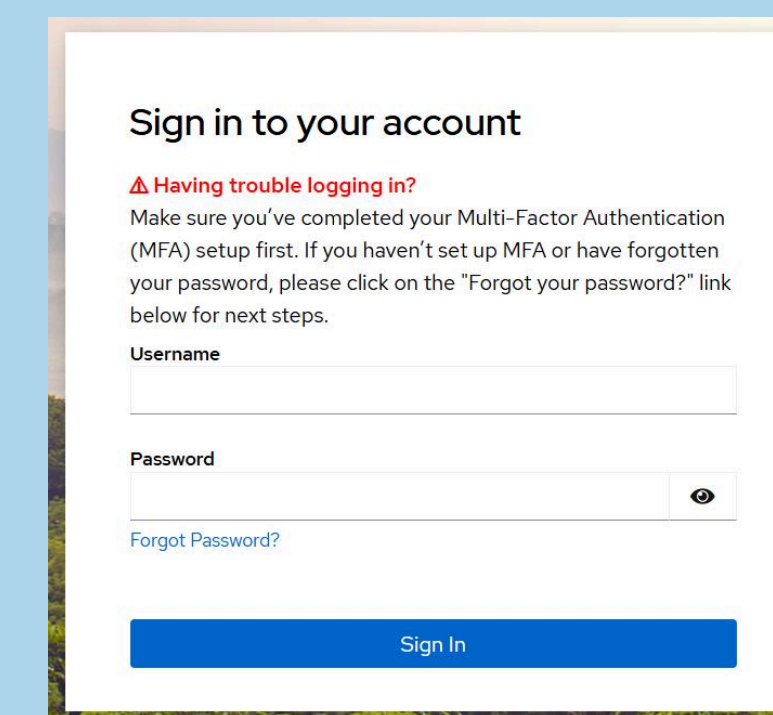 Sign in to your account
⚠ Having trouble logging in?
Make sure you’ve completed your Multi-Factor Authentication
(MFA) setup first. If you haven’t set up MFA or have forgotten
your password, please click on the "Forgot your password?" link
below for next steps.
Username
Password
Forgot Password?
Sign In